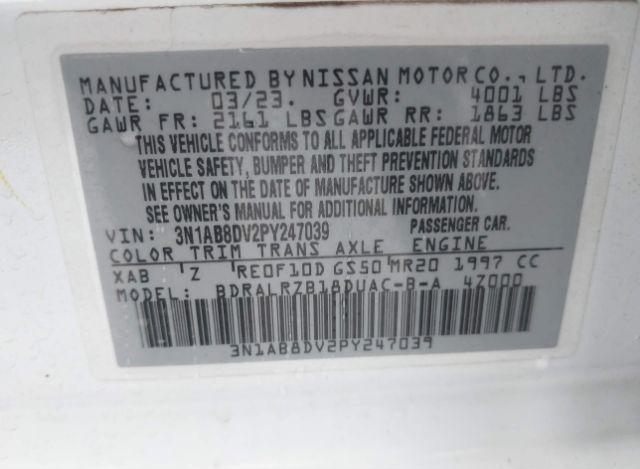 MANUFACTURED BY NISSAN MOTOR CO., LTD.
DATE: 03/23. GVWR: 4001 LBS
GAWR FR: 2161 LBS GAWR RR: 1863 LBS
THIS VEHICLE CONFORMS TO ALL APPLICABLE FEDERAL MOTOR
VEHICLE SAFETY, BUMPER AND THEFT PREVENTION STANDARDS
IN EFFECT ON THE DATE OF MANUFACTURE SHOWN ABOVE.
SEE OWNER'S MANUAL FOR ADDITIONAL INFORMATION.
VIN: 3N1AB8DV2PY247039 PASSENGER CAR.
COLOR TRIM TRANS AXLE ENGINE
XAB Z RE0F10D GS50 MR20 1997 CC
MODEL: BDRALRZB18DUAC-B-A 4Z000
3N1AB8DV2PY247039